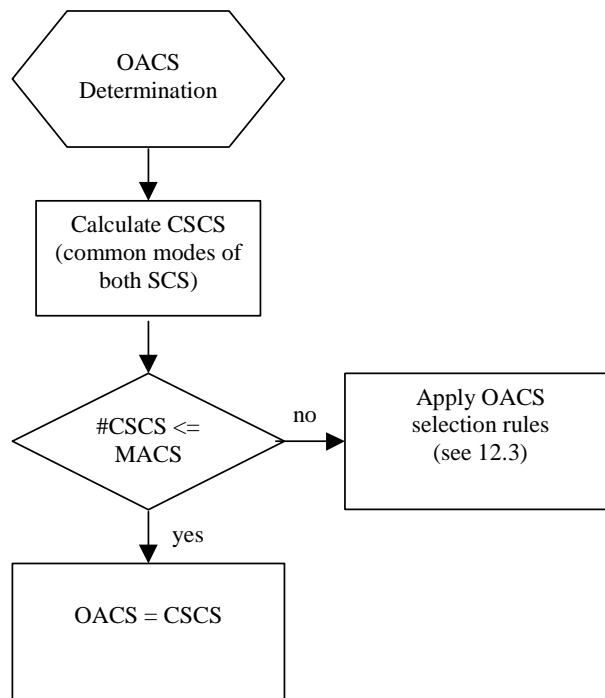 OACS
Determination
Calculate CSCS
(common modes of
both SCS)
#CSCS <=
MACS
no
Apply OACS
selection rules
(see 12.3)
yes
OACS = CSCS